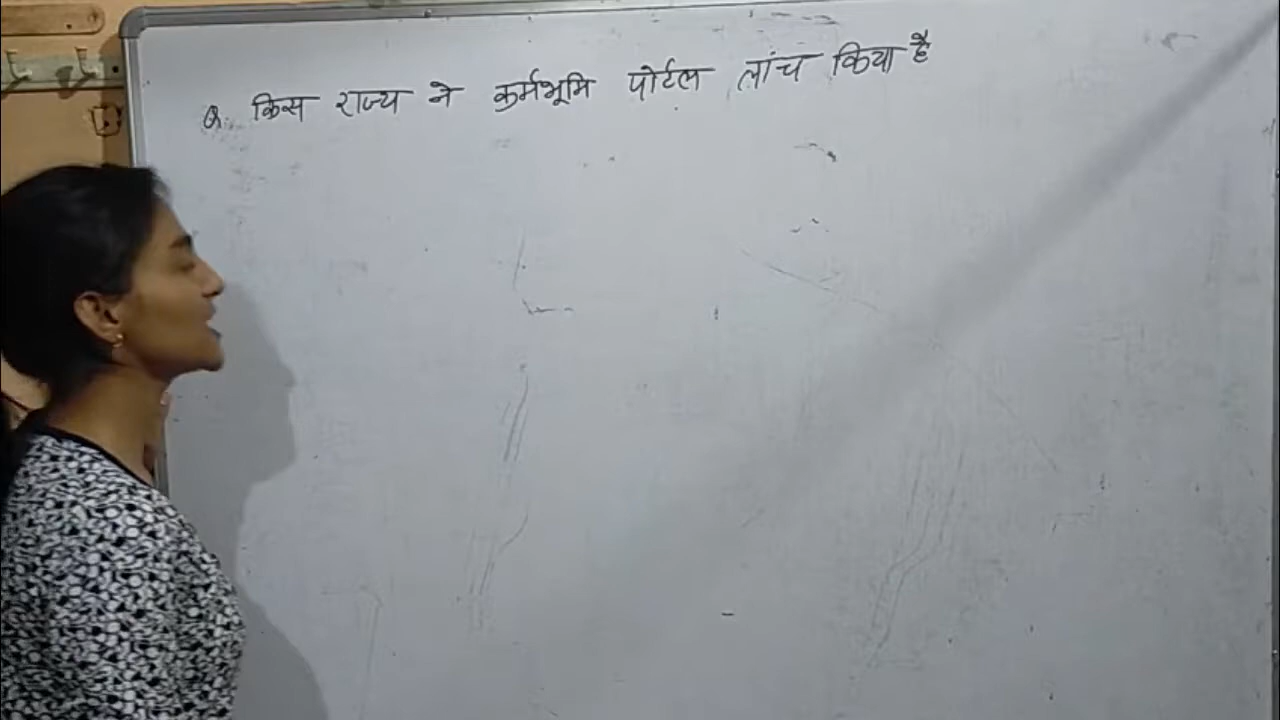 Q. किस राज्य ने कर्मभूमि पोर्टल लांच किया है